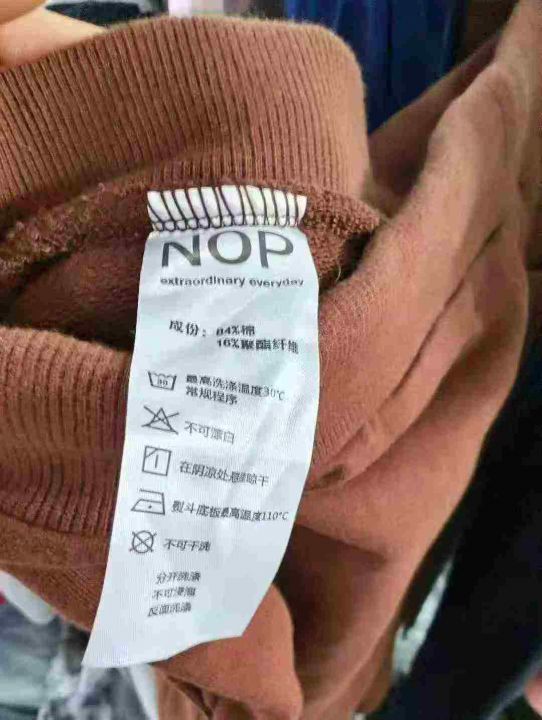 NOP
extraordinary everyday
成份：84%棉
16%聚酯纤维
30
最高洗涤温度30℃
常规程序
不可漂白
在阴凉处悬挂晾干
熨斗底板最高温度110℃
不可干洗
分开洗涤
不可浸泡
反面洗涤